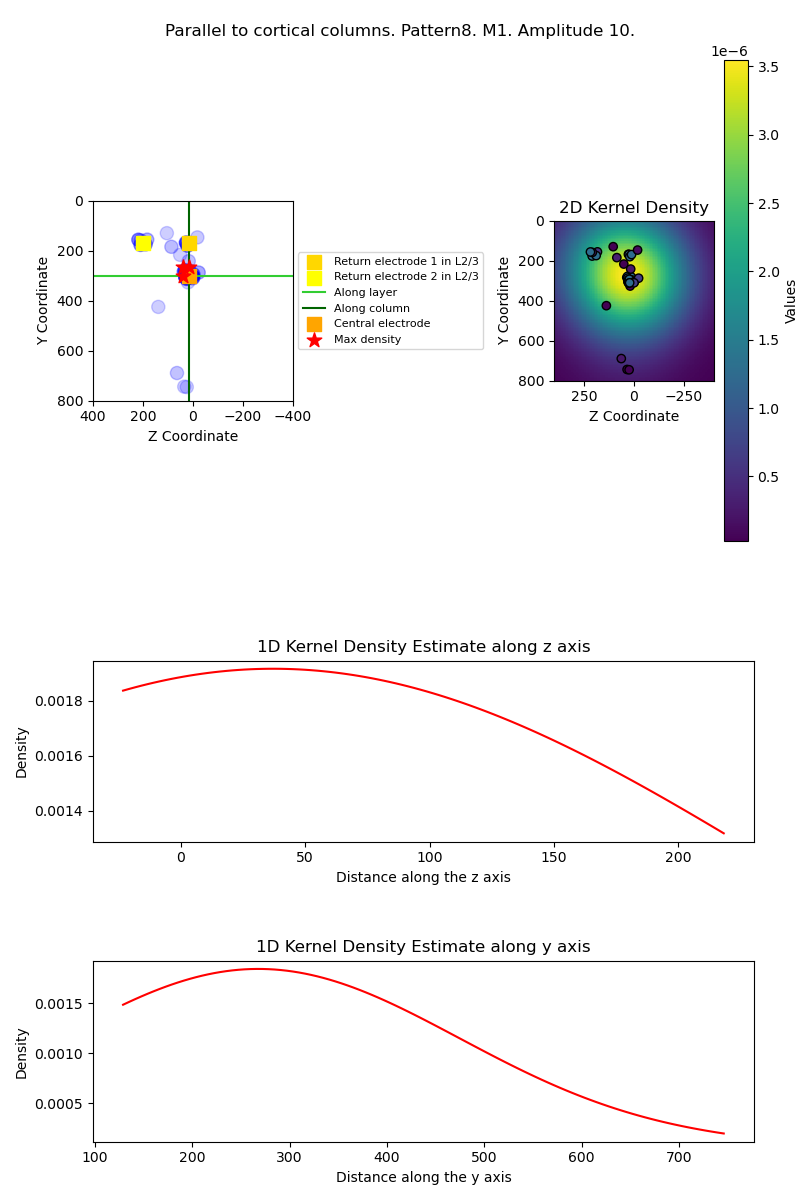 Parallel to cortical columns. Pattern8. M1. Amplitude 10.
1e−6
0
200
400
600
800
400
200
0
−200
−400
Y Coordinate
Z Coordinate
Return electrode 1 in L2/3
Return electrode 2 in L2/3
Along layer
Along column
Central electrode
Max density
2D Kernel Density
0
200
400
600
800
250
0
−250
Y Coordinate
Z Coordinate
3.5
3.0
2.5
2.0
1.5
1.0
0.5
Values
1D Kernel Density Estimate along z axis
0.0018
0.0016
0.0014
Density
0
50
100
150
200
Distance along the z axis
1D Kernel Density Estimate along y axis
0.0015
0.0010
0.0005
Density
100
200
300
400
500
600
700
Distance along the y axis